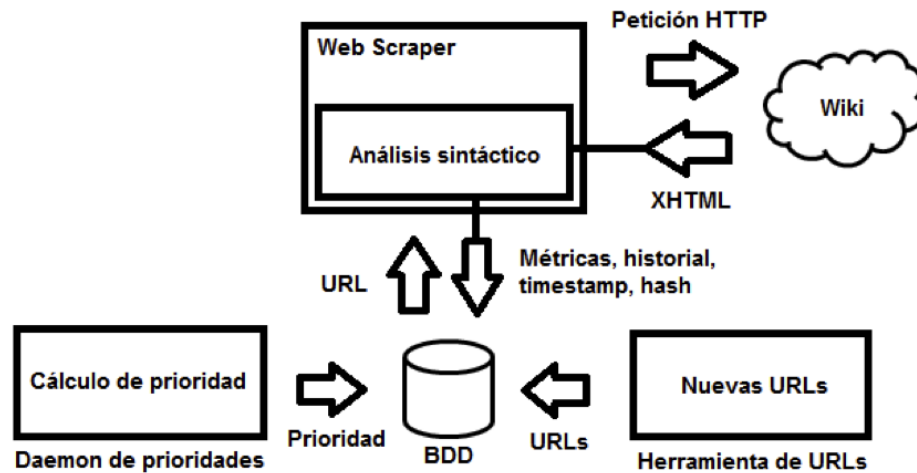 Petición HTTP
Web Scraper
Wiki
Análisis sintáctico
XHTML
URL
Métricas, historial,
timestamp, hash
Cálculo de prioridad
Nuevas URLs
Prioridad
BDD
URLs
Daemon de prioridades
Herramienta de URLs